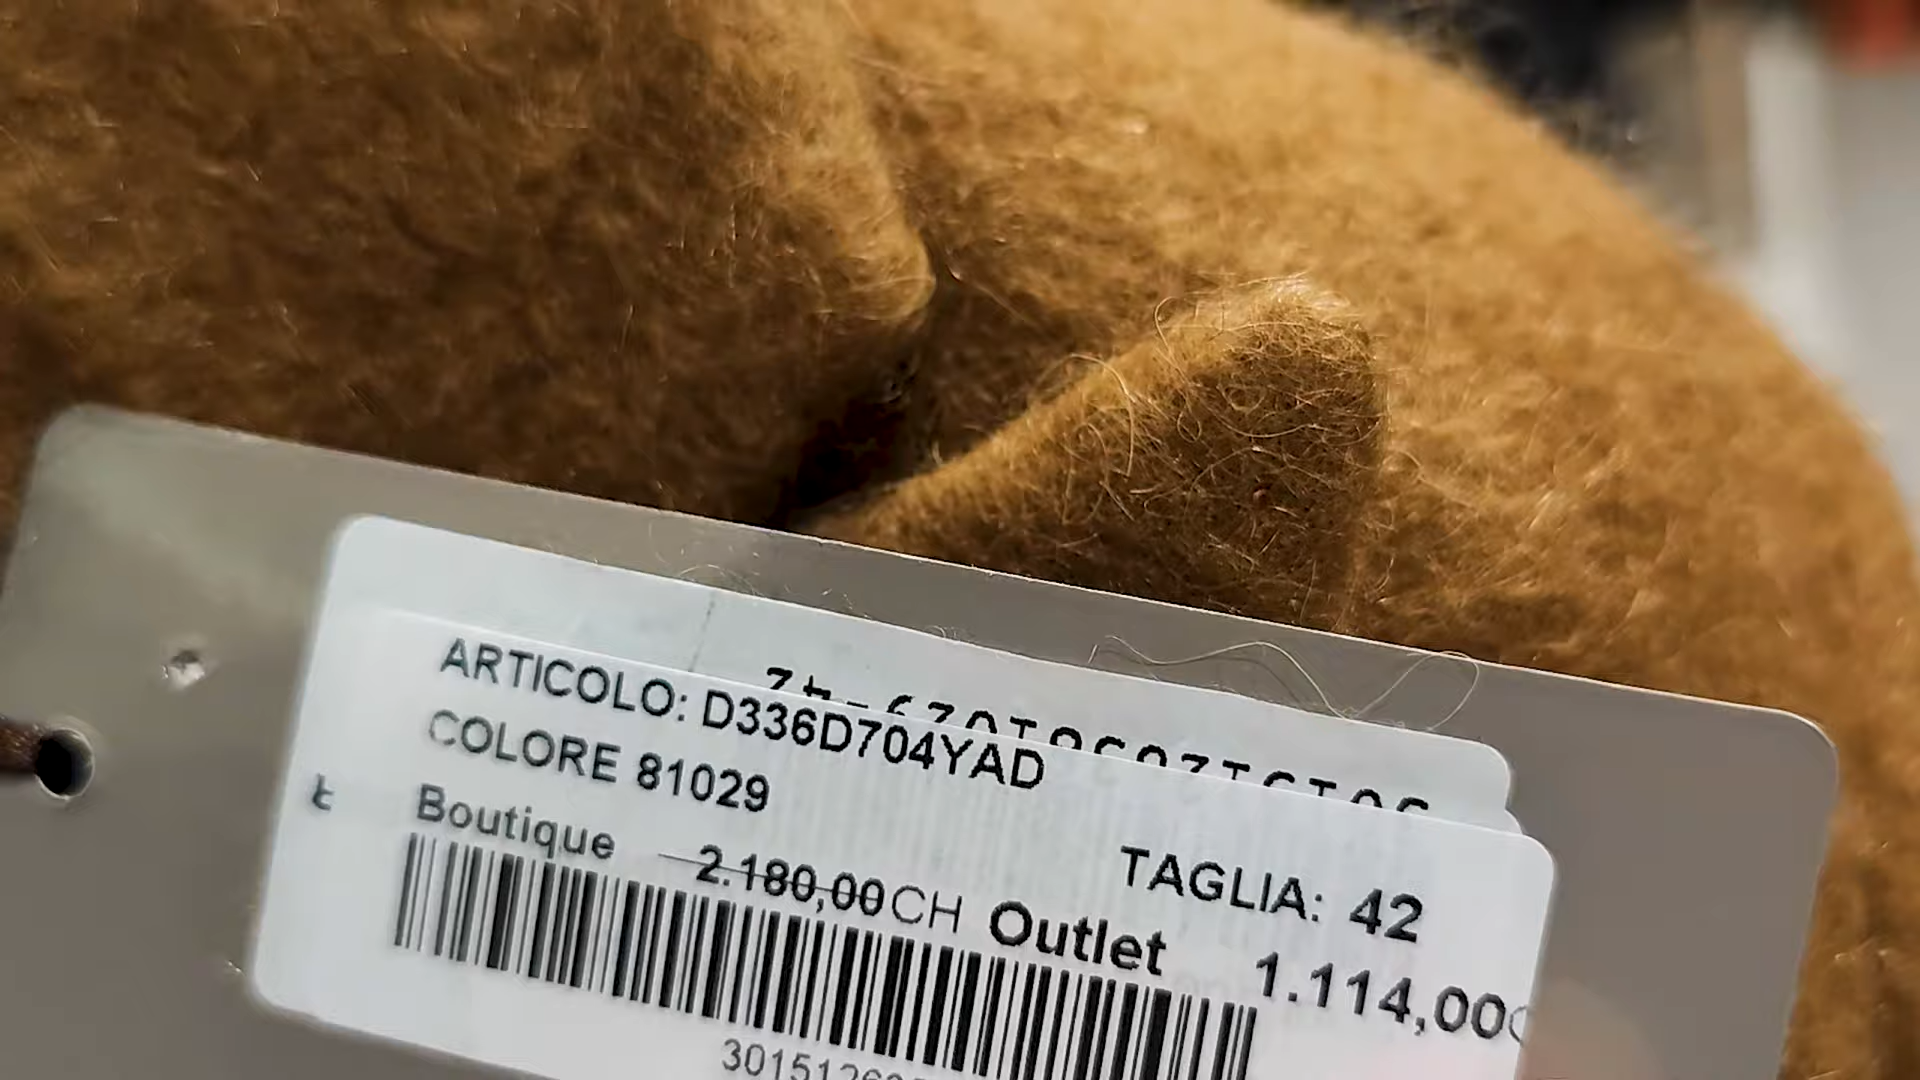 ARTICOLO: D336D704YAD
COLORE 81029
TAGLIA: 42
Boutique 2.180,00CH Outlet 1.114,00